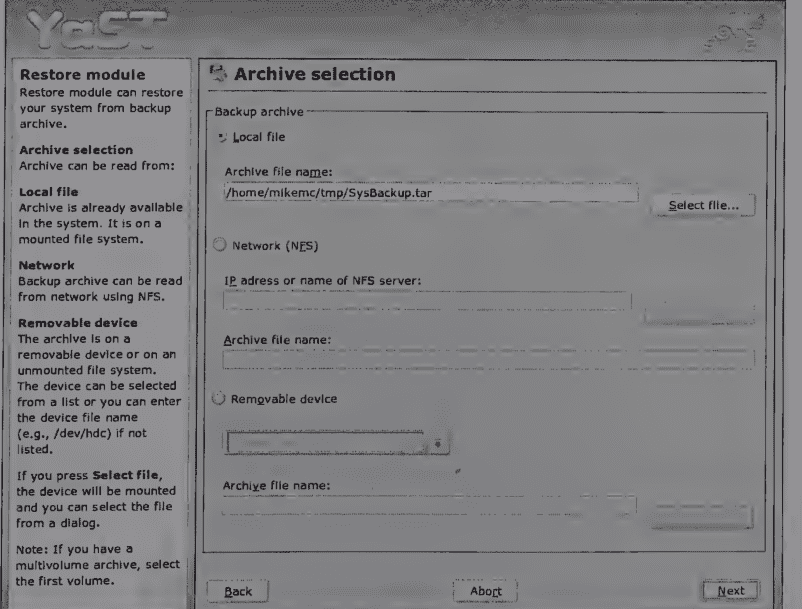 YaST
Restore module
Restore module can restore
your system from backup
archive.
Archive selection
Archive can be read from:
Local file
Archive is already available
in the system. It is on a
mounted file system.
Network
Backup archive can be read
from network using NFS.
Removable device
The archive is on a
removable device or on an
unmounted file system.
The device can be selected
from a list or you can enter
the device file name
(e.g., /dev/hdc) if not
listed.
If you press Select file,
the device will be mounted
and you can select the file
from a dialog.
Note: If you have a
multivolume archive, select
the first volume.
Archive selection
Backup archive
Local file
Archive file name:
/home/mikemc/tmp/SysBackup.tar
Select file...
Network (NFS)
IP adress or name of NFS server:
Archive file name:
Removable device
Archive file name:
Back
Abort
Next